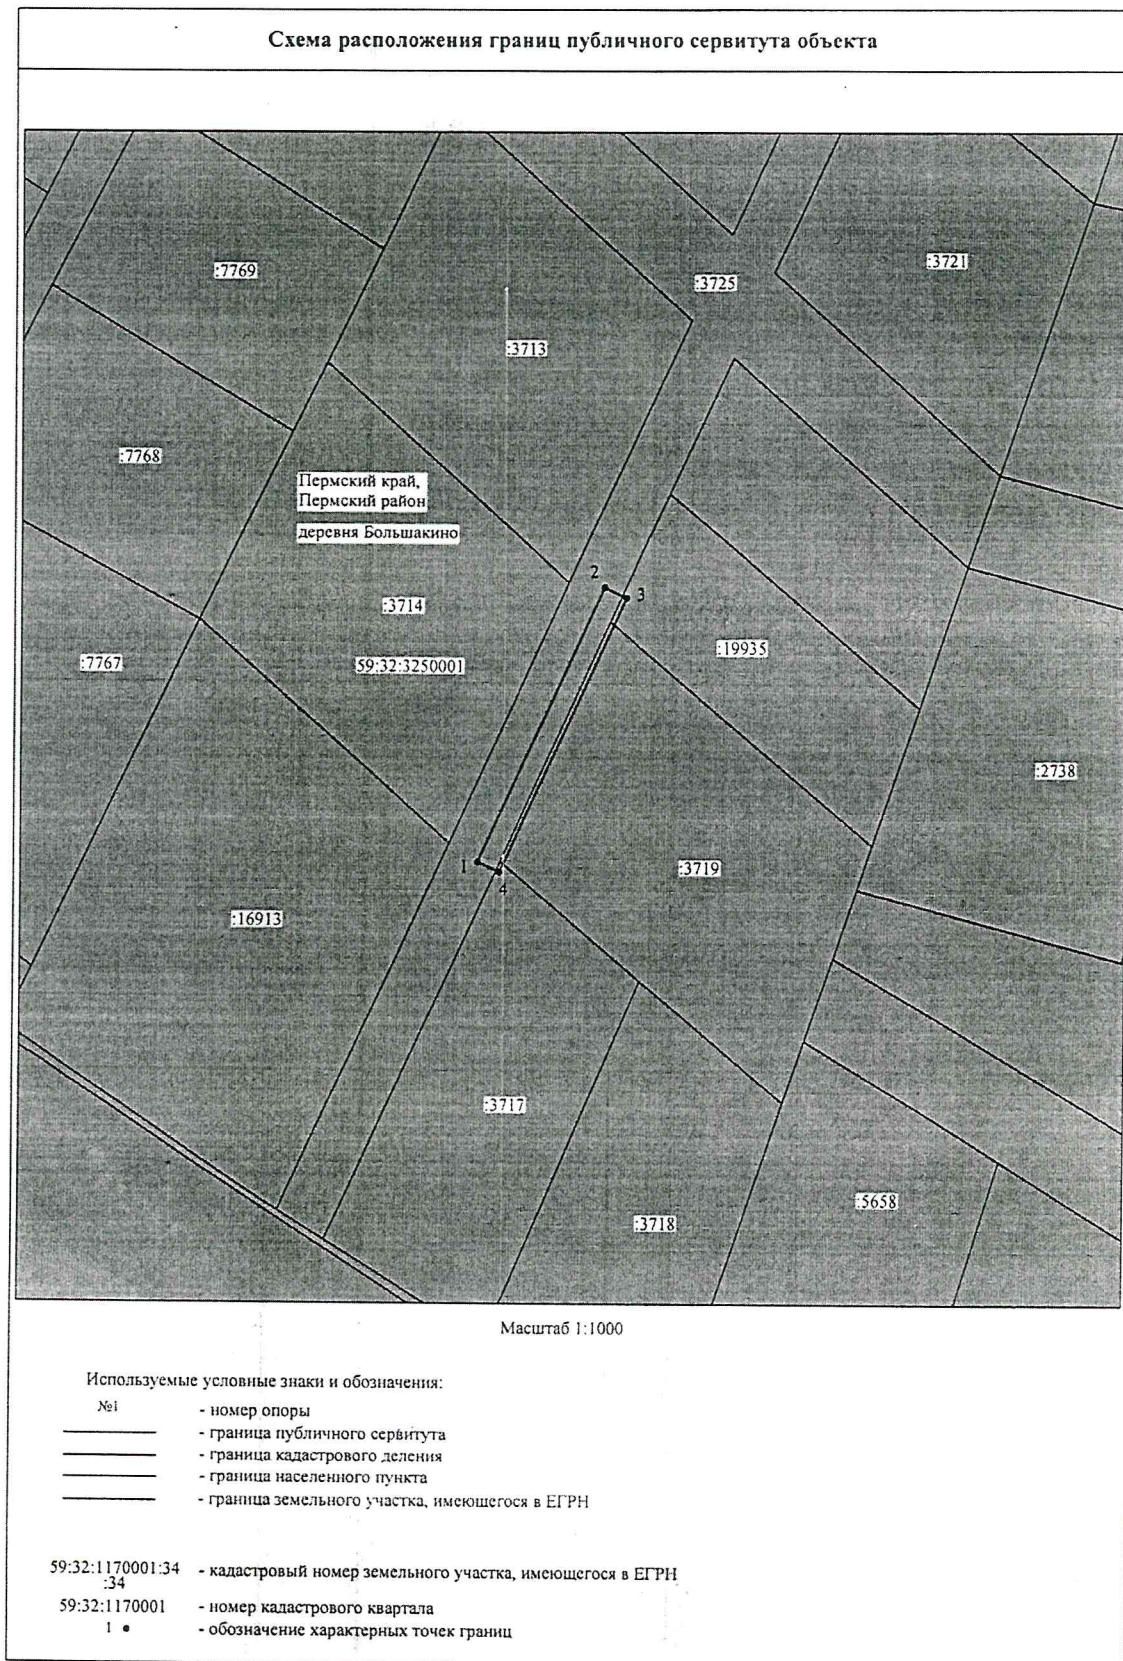 Схема расположения границ публичного сервитута объекта
:7769
:3725
:3721
:3713
:7768
Пермский край,
Пермский район
деревня Большакино
2
3
:3714
:19935
:7767
59:32:3250001
:2738
1
4
:3719
:16913
:3717
:5658
:3718
Масштаб 1:1000
Используемые условные знаки и обозначения:
№1 - номер опоры
- граница публичного сервитута
- граница кадастрового деления
- граница населенного пункта
- граница земельного участка, имеющегося в ЕГРН
59:32:1170001:34 - кадастровый номер земельного участка, имеющегося в ЕГРН
:34
59:32:1170001 - номер кадастрового квартала
1 - обозначение характерных точек границ